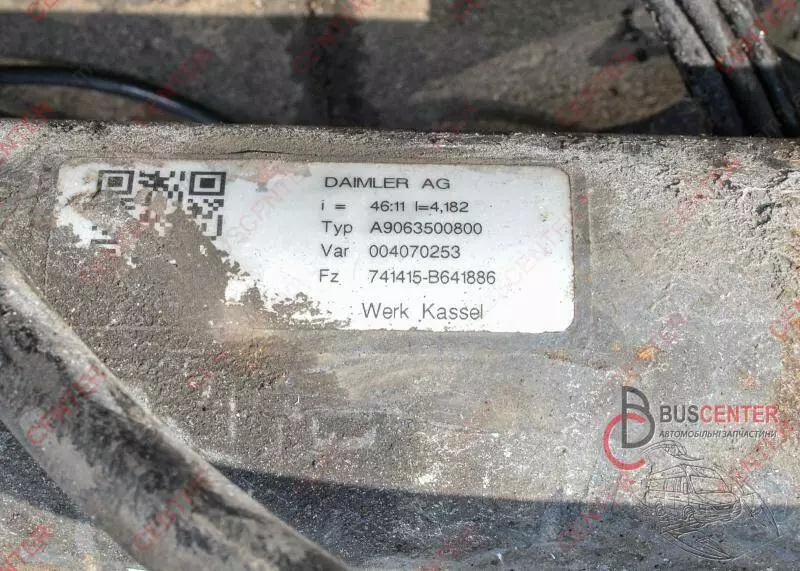 DAIMLER AG
i = 46:11 I=4,182
Typ A9063500800
Var 004070253
Fz 741415-B641886
Werk Kassel
BUSCENTER
АВТОМОБІЛЬНІ ЗАПЧАСТИНИ